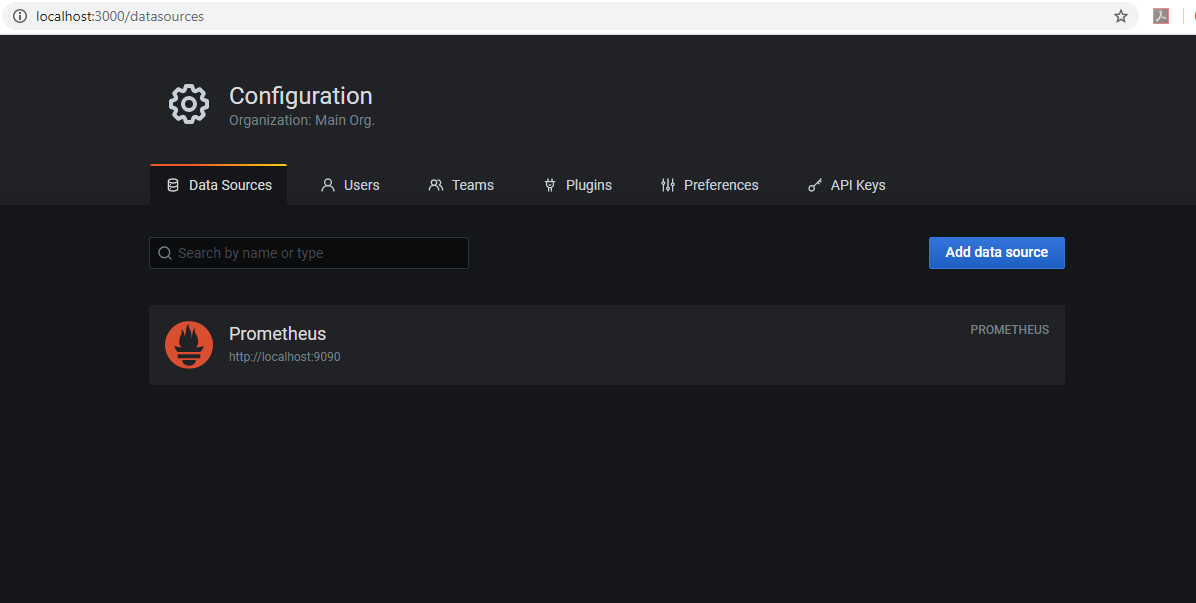 localhost:3000/datasources
Configuration
Organization: Main Org.
Data Sources Users Teams Plugins Preferences API Keys
Search by name or type Add data source
Prometheus PROMETHEUS
http://localhost:9090